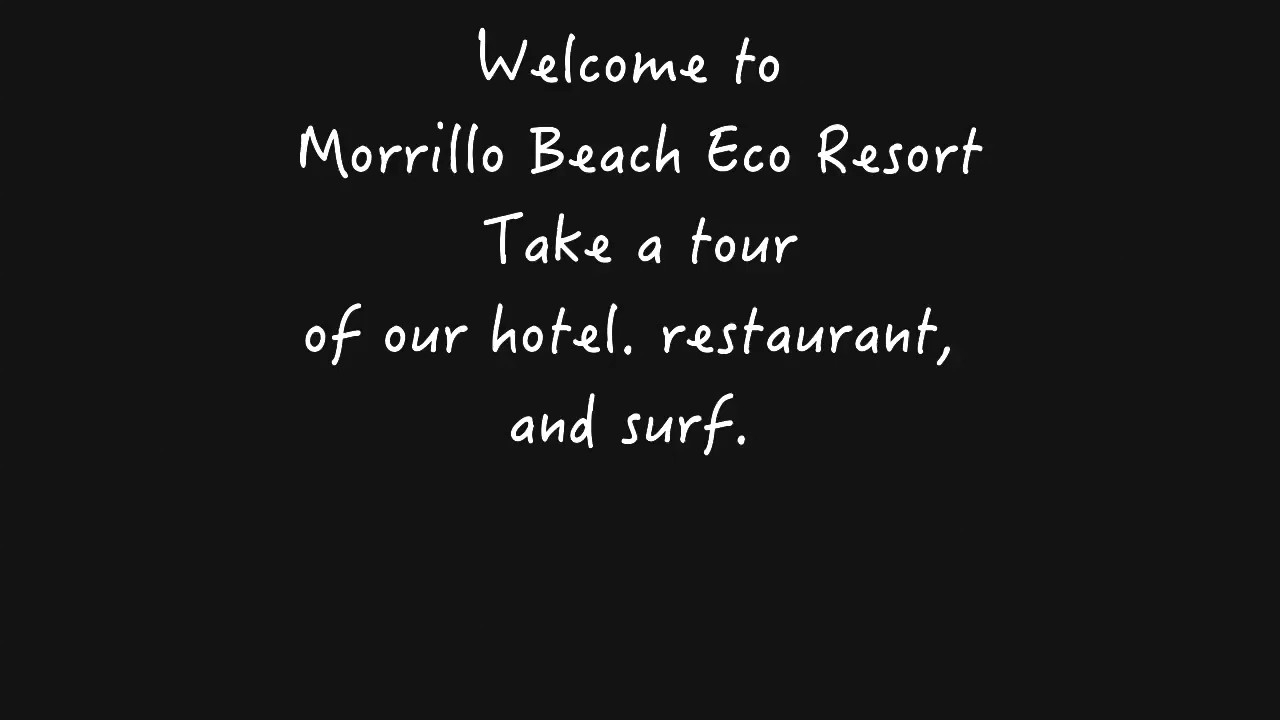 Welcome to
Morrillo Beach Eco Resort
Take a tour
of our hotel. restaurant,
and surf.